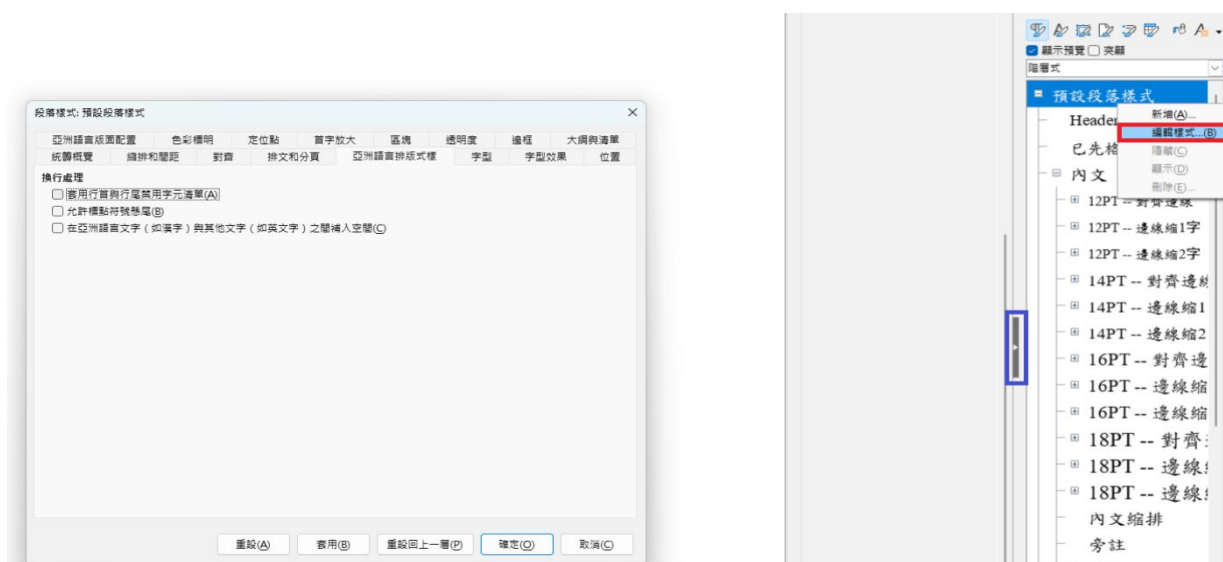 段落樣式: 預設段落樣式
亞洲語言版面配置 色彩標明 定位點 首字放大 區塊 透明度 邊框 大綱與清單
統籌概覽 縮排和間距 對齊 排文和分頁 亞洲語言排版式樣 字型 字型效果 位置
換行處理
套用行首與行尾禁用字元清單(A)
允許標點符號懸尾(B)
在亞洲語言文字(如漢字)與其他文字(如英文字)之間補入空間(C)
重設(A) 套用(B) 重設回上一層(P) 確定(O) 取消(C)
顯示預覽 突顯
階層式
預設段落樣式
新增(A)...
Header
編輯樣式...(B)
已先格
隱蔽(C)
顯示(D)
內文
刪除(E)...
12PT -- 對齊邊線
12PT -- 邊線縮1字
12PT -- 邊線縮2字
14PT -- 對齊邊線
14PT -- 邊線縮1
14PT -- 邊線縮2
16PT -- 對齊邊
16PT -- 邊線縮
16PT -- 邊線縮
18PT -- 對齊
18PT -- 邊線
18PT -- 邊線
內文縮排
旁註